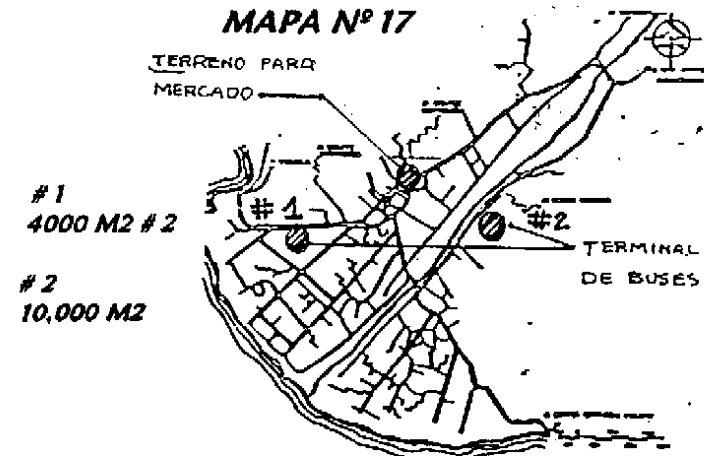 MAPA Nº 17
TERRENO PARA
MERCADO
# 1
4000 M2 # 2
# 2
10,000 M2
# 1
#2
TERMINAL
DE BUSES